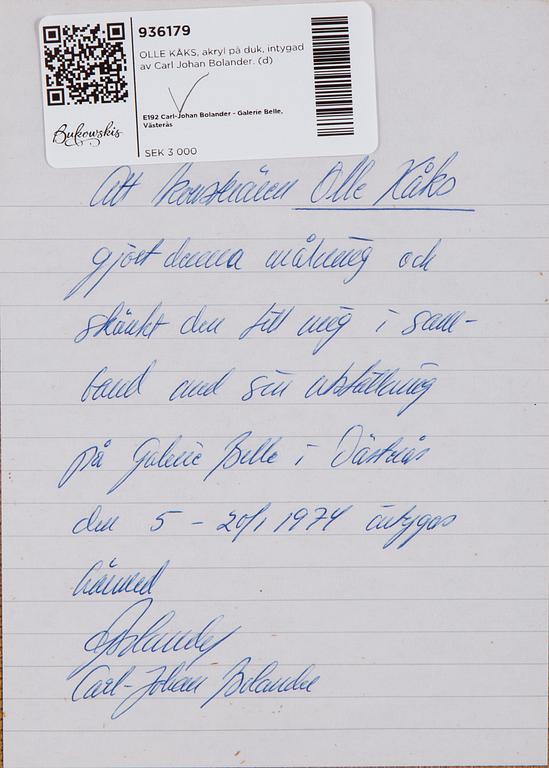 936179
OLLE KÅKS, akryl på duk, intygad
av Carl Johan Bolander. (d)
E192 Carl-Johan Bolander - Galerie Belle,
Västerås
Bukowskis
SEK 3 000
Att konstnären Olle Kåks
gjort denna målning och
skänkt den till mig i sam-
band med sin utställning
på Galerie Belle i Västerås
den 5 - 20/1 1974 intygas
härmed
Carl-Johan Bolander